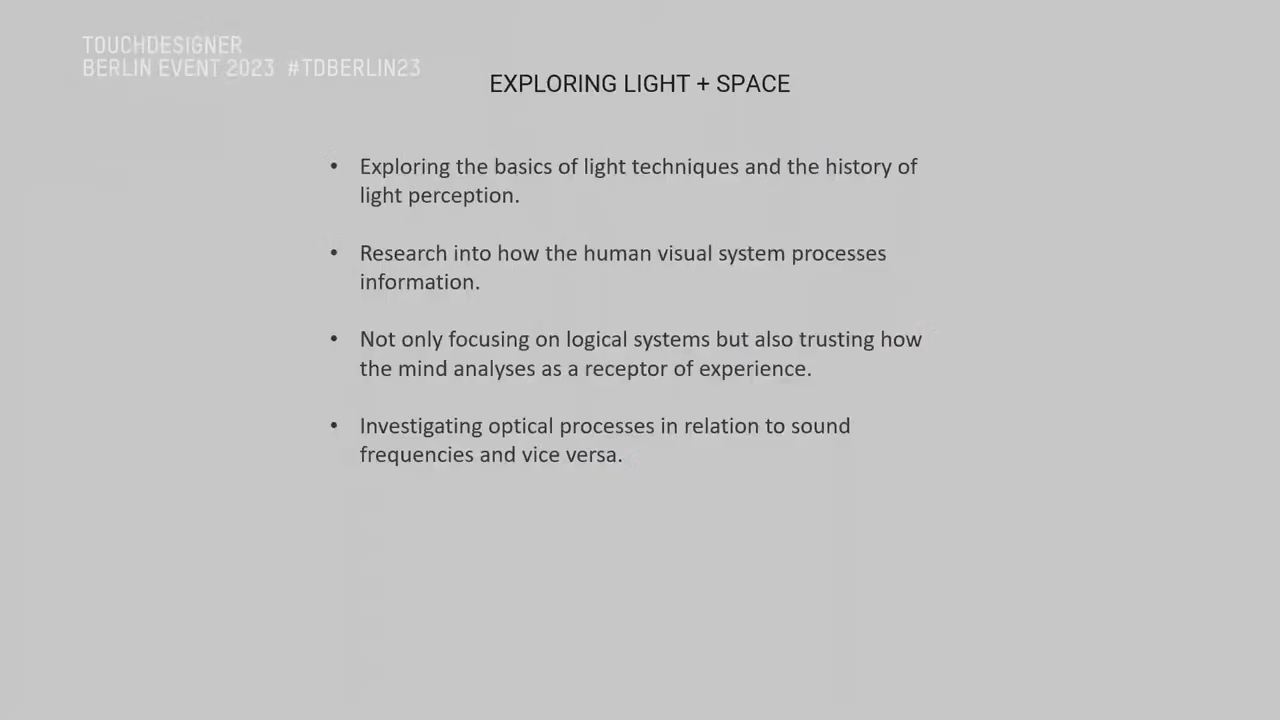 TOUCHDESIGNER
BERLIN EVENT 2023 #TDBERLIN23
EXPLORING LIGHT + SPACE
• Exploring the basics of light techniques and the history of
light perception.
• Research into how the human visual system processes
information.
• Not only focusing on logical systems but also trusting how
the mind analyses as a receptor of experience.
• Investigating optical processes in relation to sound
frequencies and vice versa.